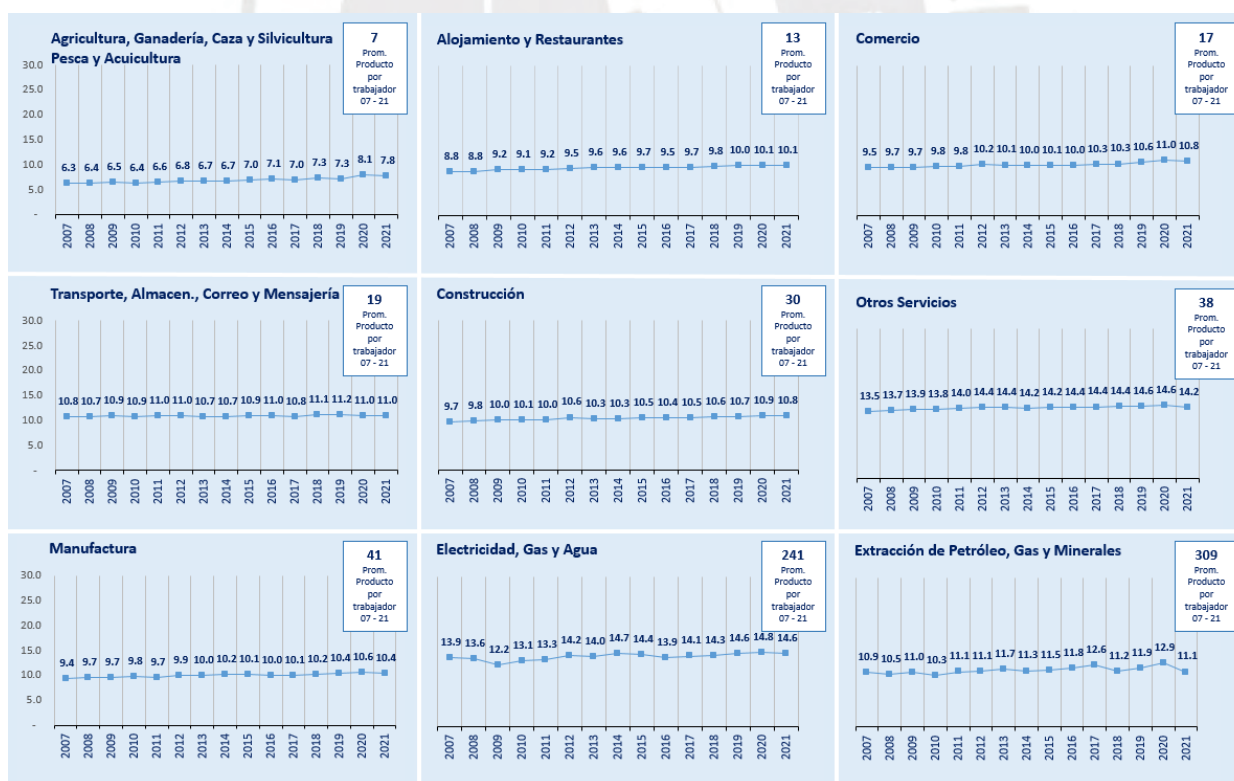 Agricultura, Ganadería, Caza y Silvicultura
Pesca y Acuicultura
7
Prom.
Producto
por
trabajador
07 - 21
30.0
25.0
20.0
15.0
10.0
5.0
-
6.3 6.4 6.5 6.4 6.6 6.8 6.7 6.7 7.0 7.1 7.0 7.3 7.3 8.1 7.8
2007 2008 2009 2010 2011 2012 2013 2014 2015 2016 2017 2018 2019 2020 2021
Alojamiento y Restaurantes
13
Prom.
Producto
por
trabajador
07 - 21
8.8 8.8 9.2 9.1 9.2 9.5 9.6 9.6 9.7 9.5 9.7 9.8 10.0 10.1 10.1
2007 2008 2009 2010 2011 2012 2013 2014 2015 2016 2017 2018 2019 2020 2021
Comercio
17
Prom.
Producto
por
trabajador
07 - 21
9.5 9.7 9.7 9.8 9.8 10.2 10.1 10.0 10.1 10.0 10.3 10.3 10.6 11.0 10.8
2007 2008 2009 2010 2011 2012 2013 2014 2015 2016 2017 2018 2019 2020 2021
Transporte, Almacen., Correo y Mensajería
19
Prom.
Producto
por
trabajador
07 - 21
30.0
25.0
20.0
15.0
10.0
5.0
-
10.8 10.7 10.9 10.9 11.0 11.0 10.7 10.7 10.9 11.0 10.8 11.1 11.2 11.0 11.0
2007 2008 2009 2010 2011 2012 2013 2014 2015 2016 2017 2018 2019 2020 2021
Construcción
30
Prom.
Producto
por
trabajador
07 - 21
9.7 9.8 10.0 10.1 10.0 10.6 10.3 10.3 10.5 10.4 10.5 10.6 10.7 10.9 10.8
2007 2008 2009 2010 2011 2012 2013 2014 2015 2016 2017 2018 2019 2020 2021
Otros Servicios
38
Prom.
Producto
por
trabajador
07 - 21
13.5 13.7 13.9 13.8 14.0 14.4 14.4 14.2 14.2 14.4 14.4 14.4 14.6 14.6 14.2
2007 2008 2009 2010 2011 2012 2013 2014 2015 2016 2017 2018 2019 2020 2021
Manufactura
41
Prom.
Producto
por
trabajador
07 - 21
30.0
25.0
20.0
15.0
10.0
5.0
-
9.4 9.7 9.7 9.8 9.7 9.9 10.0 10.2 10.1 10.0 10.1 10.2 10.4 10.6 10.4
2007 2008 2009 2010 2011 2012 2013 2014 2015 2016 2017 2018 2019 2020 2021
Electricidad, Gas y Agua
241
Prom.
Producto
por
trabajador
07 - 21
13.9 13.6 12.2 13.1 13.3 14.2 14.0 14.7 14.4 13.9 14.1 14.3 14.6 14.8 14.6
2007 2008 2009 2010 2011 2012 2013 2014 2015 2016 2017 2018 2019 2020 2021
Extracción de Petróleo, Gas y Minerales
309
Prom.
Producto
por
trabajador
07 - 21
10.9 10.5 11.0 10.3 11.1 11.1 11.7 11.3 11.5 11.8 12.6 11.2 11.9 12.9 11.1
2007 2008 2009 2010 2011 2012 2013 2014 2015 2016 2017 2018 2019 2020 2021